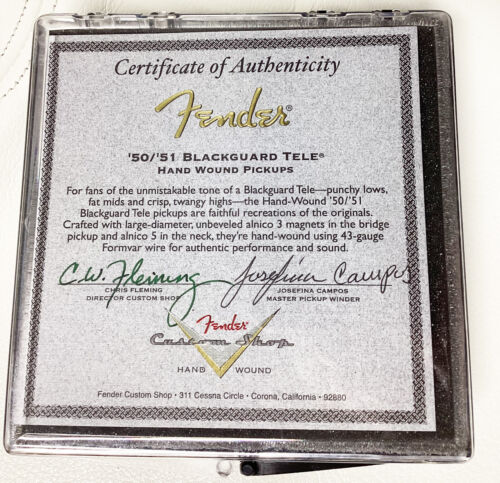 Certificate of Authenticity
Fender®
'50/'51 BLACKGUARD TELE®
HAND WOUND PICKUPS
For fans of the unmistakable tone of a Blackguard Tele—punchy lows,
fat mids and crisp, twangy highs—the Hand-Wound '50/'51
Blackguard Tele pickups are faithful recreations of the originals.
Crafted with large-diameter, unbeveled alnico 3 magnets in the bridge
pickup and alnico 5 in the neck, they're hand-wound using 43-gauge
Formvar wire for authentic performance and sound.
C.W. Fleming Josefina Campos
CHRIS FLEMING JOSEFINA CAMPOS
DIRECTOR CUSTOM SHOP MASTER PICKUP WINDER
Fender®
Custom Shop
HAND WOUND
Fender Custom Shop • 311 Cessna Circle • Corona, California • 92880